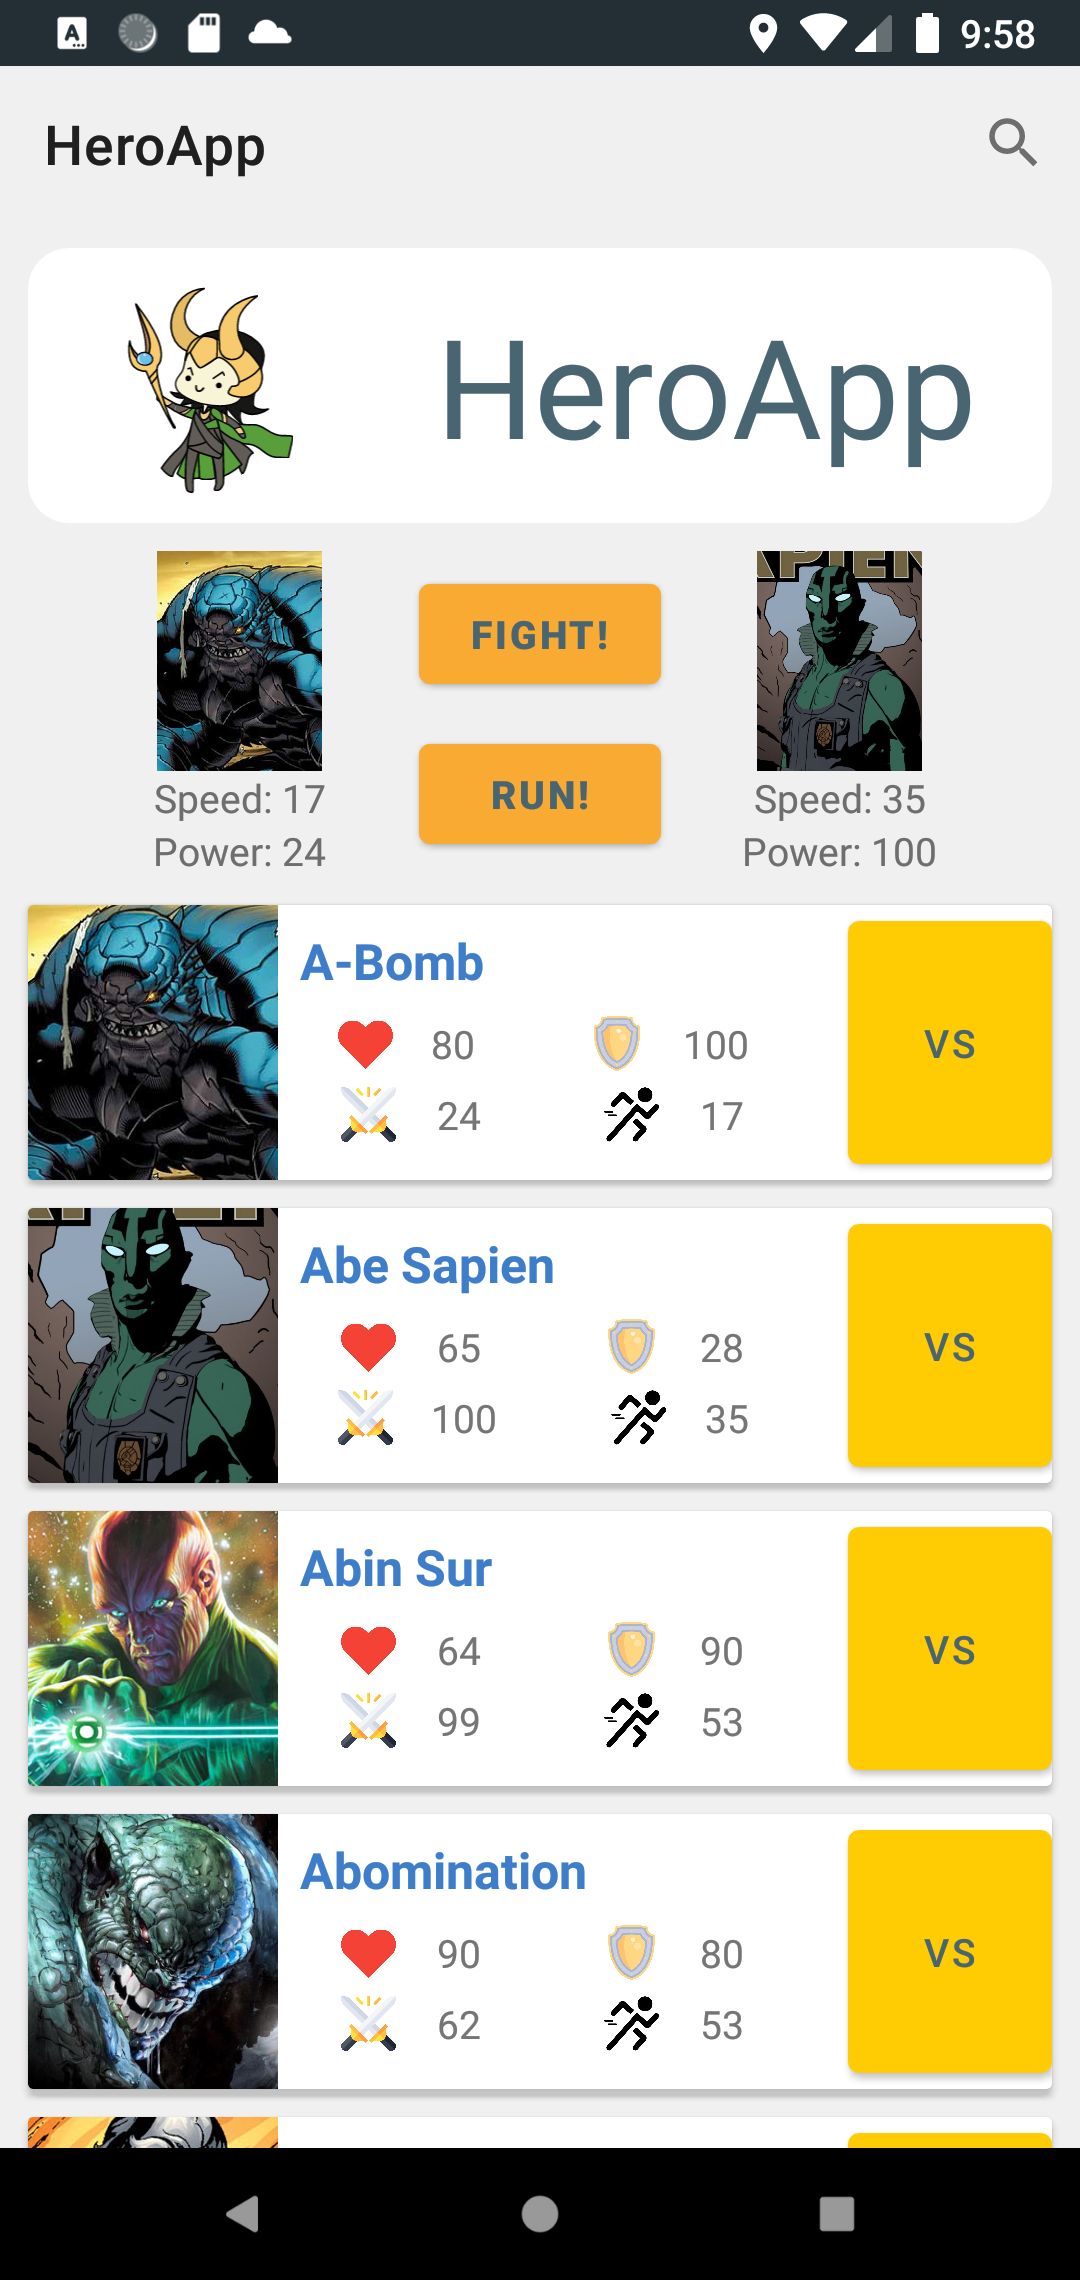 9:58
HeroApp
HeroApp
APIEN
FIGHT!
RUN!
Speed: 17
Power: 24
Speed: 35
Power: 100
A-Bomb
80
100
24
17
VS
Abe Sapien
65
28
100
35
VS
Abin Sur
64
90
99
53
VS
Abomination
90
80
62
53
VS